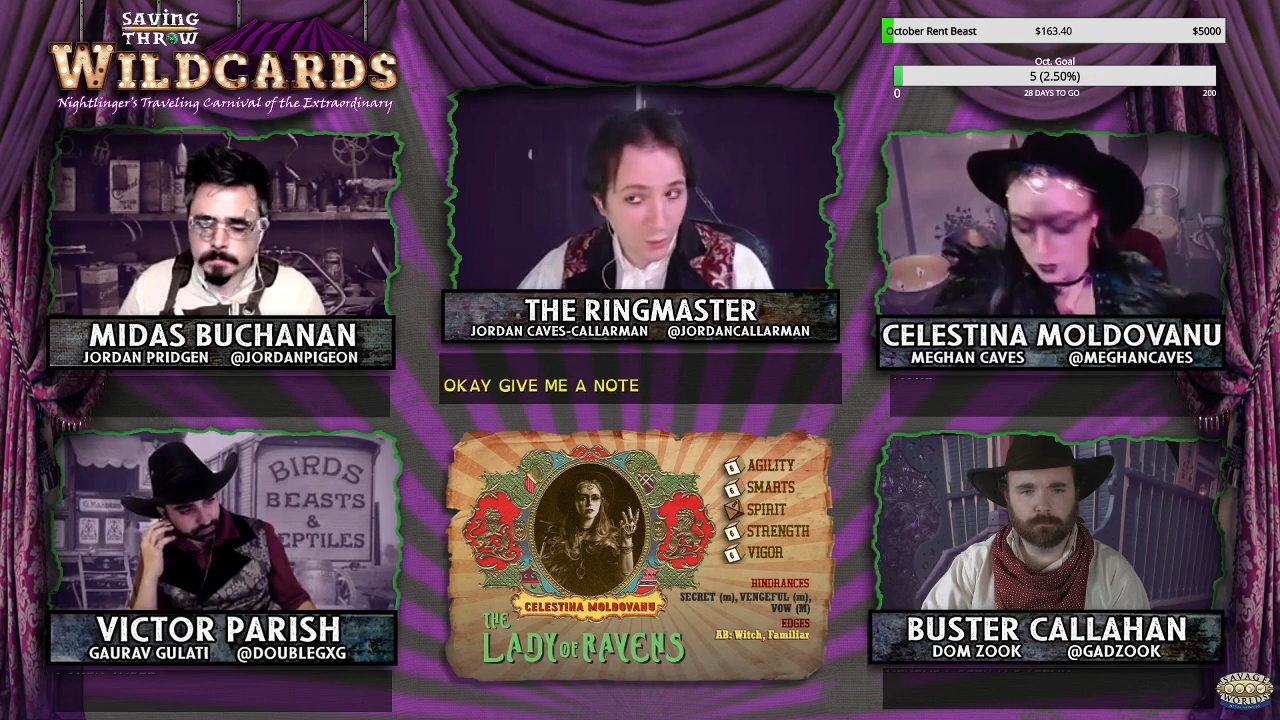 SAVING
THROW
WILDCARDS
Nightlinger's Traveling Carnival of the Extraordinary
October Rent Beast $163.40 $5000
Oct. Goal
5 (2.50%)
0 28 DAYS TO GO 200
MIDAS BUCHANAN
JORDAN PRIDGEN @JORDANPIGEON
THE RINGMASTER
JORDAN CAVES-CALLARMAN @JORDANCALLARMAN
CELESTINA MOLDOVANU
MEGHAN CAVES @MEGHANCAVES
OKAY GIVE ME A NOTE
BIRDS
BEASTS
&
EPTILES
VICTOR PARISH
GAURAV GULATI @DOUBLEGXG
AGILITY
SMARTS
SPIRIT
STRENGTH
VIGOR
HINDRANCES
SECRET (m), VENGEFUL (m),
VOW (M)
EDGES
AB: Witch, Familiar
CELESTINA MOLDOVANU
THE
LADY OF RAVENS
BUSTER CALLAHAN
DOM ZOOK @GADZOOK
SAVAGE
WORLDS